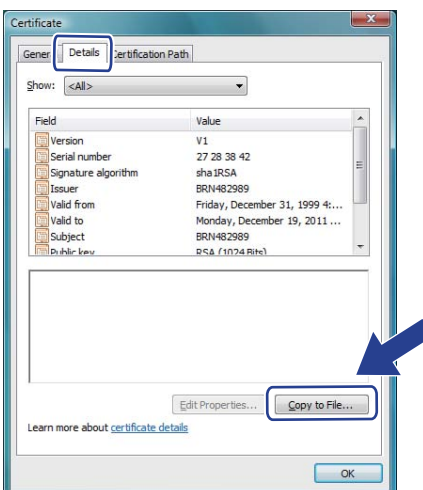 Certificate
Gener Details Certification Path
Show: <All>
Field Value
Version V1
Serial number 27 28 38 42
Signature algorithm sha1RSA
Issuer BRN482989
Valid from Friday, December 31, 1999 4:...
Valid to Monday, December 19, 2011 ...
Subject BRN482989
Public key RSA (1024 Bits)
Edit Properties... Copy to File...
Learn more about certificate details
OK